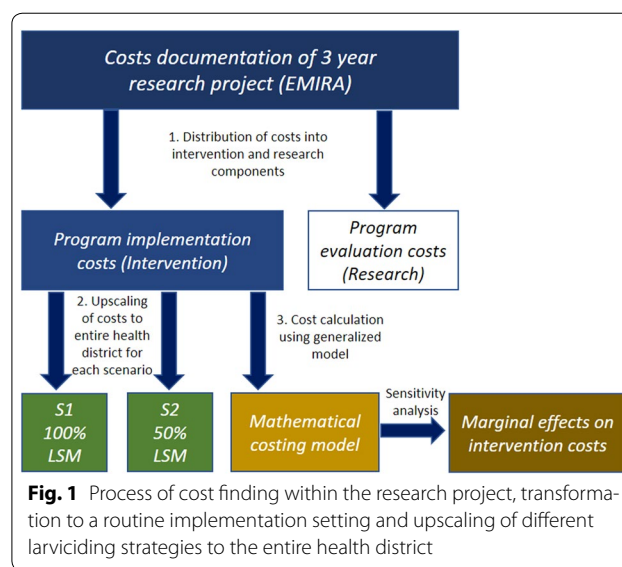 Costs documentation of 3 year
research project (EMIRA)
1. Distribution of costs into
intervention and research
components
Program implementation
costs (Intervention)
Program
evaluation costs
(Research)
2. Upscaling
of costs to
entire health
district for
each scenario
3. Cost calculation
using generalized
model
S1
100%
LSM
S2
50%
LSM
Mathematical
costing model
Sensitivity
analysis
Marginal effects on
intervention costs
Fig. 1 Process of cost finding within the research project, transforma-
tion to a routine implementation setting and upscaling of different
larviciding strategies to the entire health district